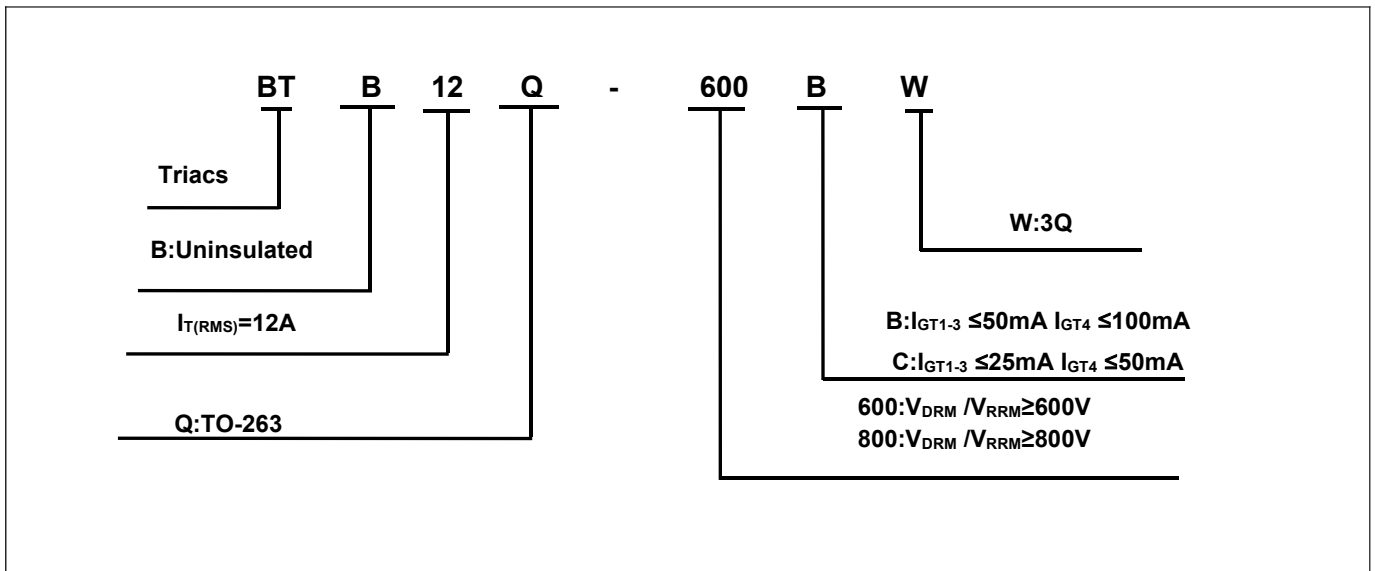 BT B 12 Q - 600 B W
Triacs
B:Uninsulated
IT(RMS)=12A
Q:TO-263
W:3Q
B:IGT1-3 ≤50mA IGT4 ≤100mA
C:IGT1-3 ≤25mA IGT4 ≤50mA
600:VDRM /VRRM≥600V
800:VDRM /VRRM≥800V